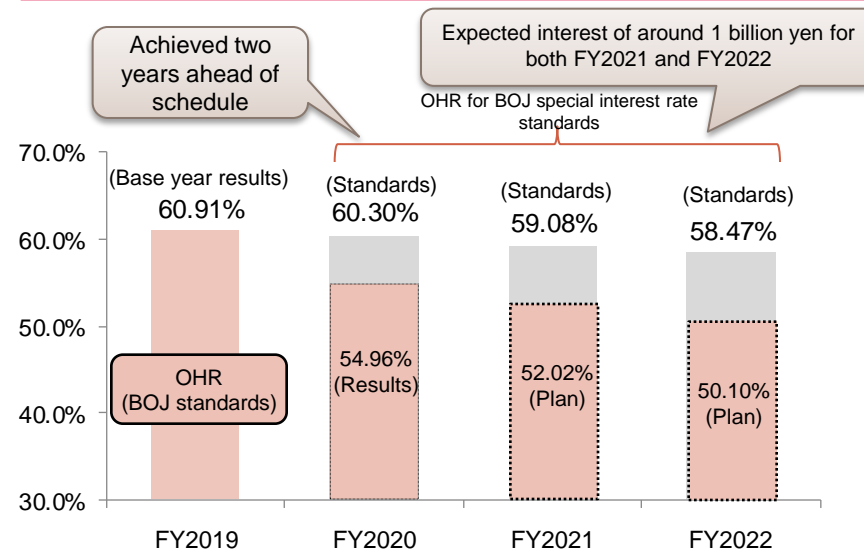 Achieved two
years ahead of
schedule
Expected interest of around 1 billion yen for
both FY2021 and FY2022
OHR for BOJ special interest rate
standards
70.0%
60.0%
50.0%
40.0%
30.0%
(Base year results)
60.91%
(Standards)
60.30%
(Standards)
59.08%
(Standards)
58.47%
OHR
(BOJ standards)
54.96%
(Results)
52.02%
(Plan)
50.10%
(Plan)
FY2019
FY2020
FY2021
FY2022